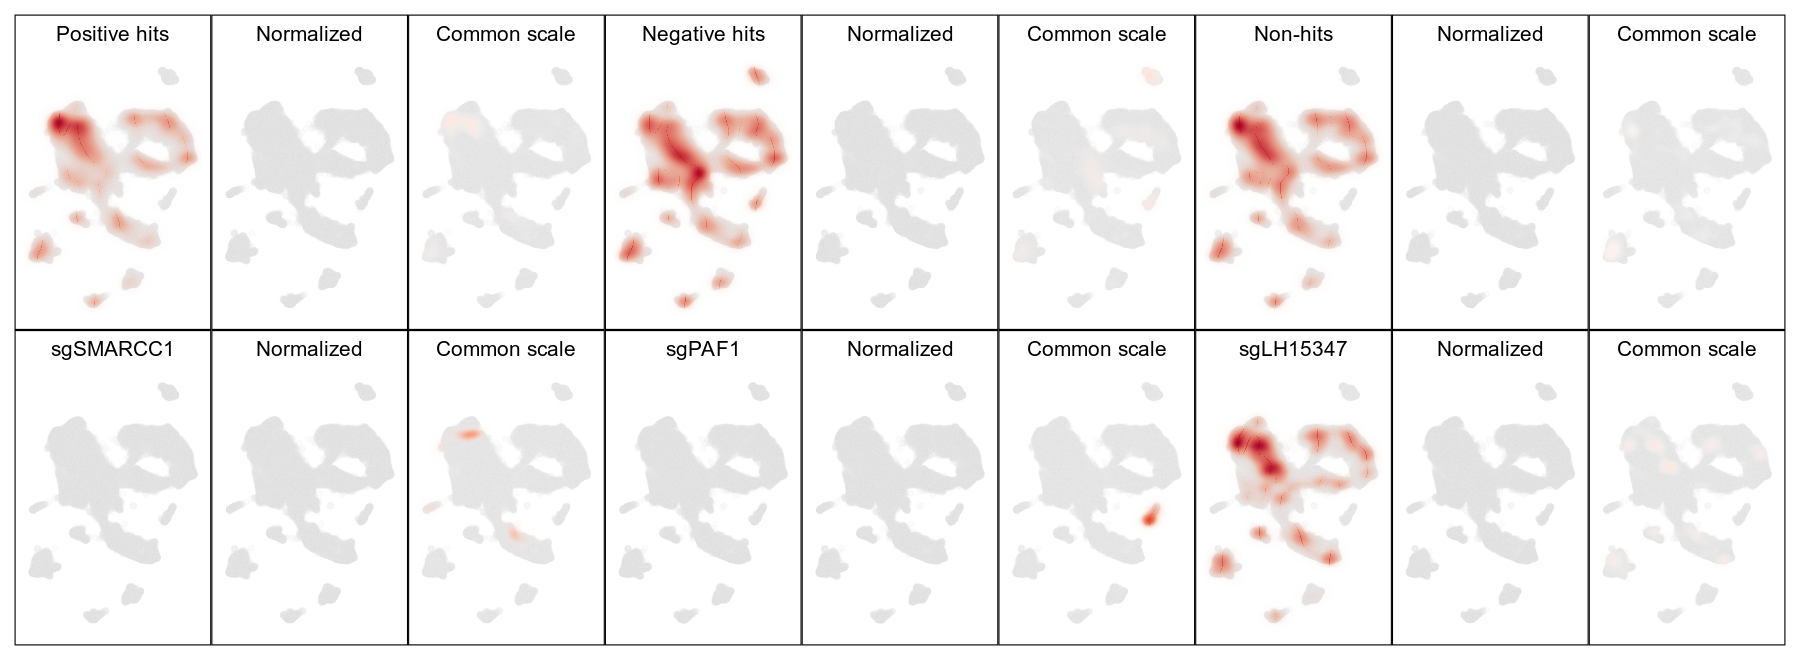 Positive hits Normalized Common scale Negative hits Normalized Common scale Non-hits Normalized Common scale
sgSMARCC1 Normalized Common scale sgPAF1 Normalized Common scale sgLH15347 Normalized Common scale